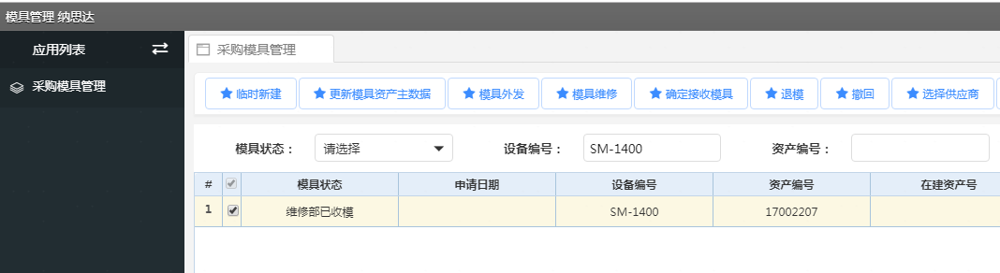 模具管理 纳思达
应用列表
采购模具管理
采购模具管理
临时新建 更新模具资产主数据 模具外发 模具维修 确定接收模具 退模 撤回 选择供应商
模具状态： 请选择 设备编号： SM-1400 资产编号：
# 模具状态 申请日期 设备编号 资产编号 在建资产号
1 维修部已收模 SM-1400 17002207